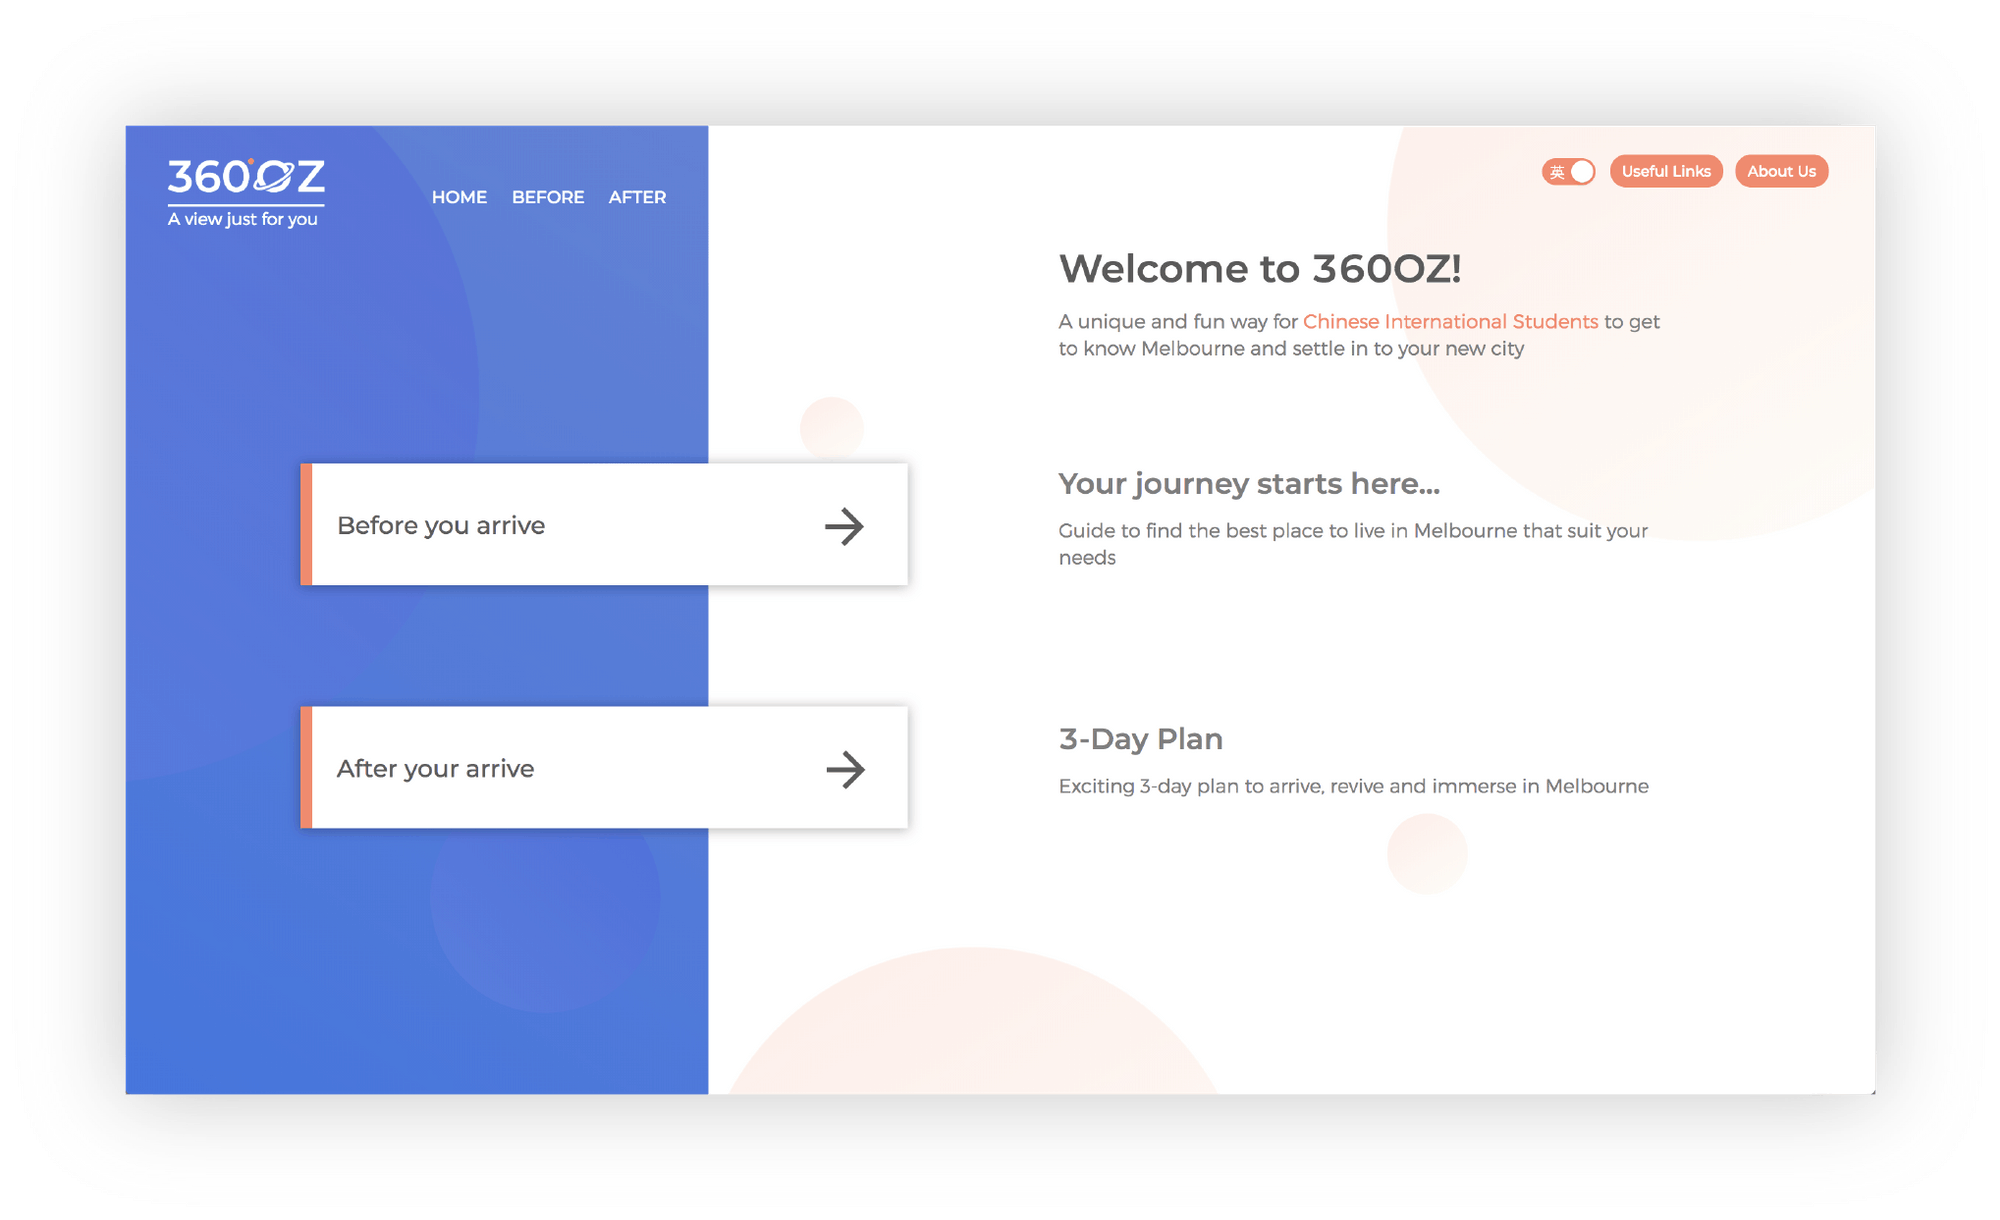 360°OZ
A view just for you
HOME BEFORE AFTER
英
Useful Links
About Us
Welcome to 360OZ!
A unique and fun way for Chinese International Students to get
to know Melbourne and settle in to your new city
Before you arrive
Your journey starts here...
Guide to find the best place to live in Melbourne that suit your
needs
After your arrive
3-Day Plan
Exciting 3-day plan to arrive, revive and immerse in Melbourne